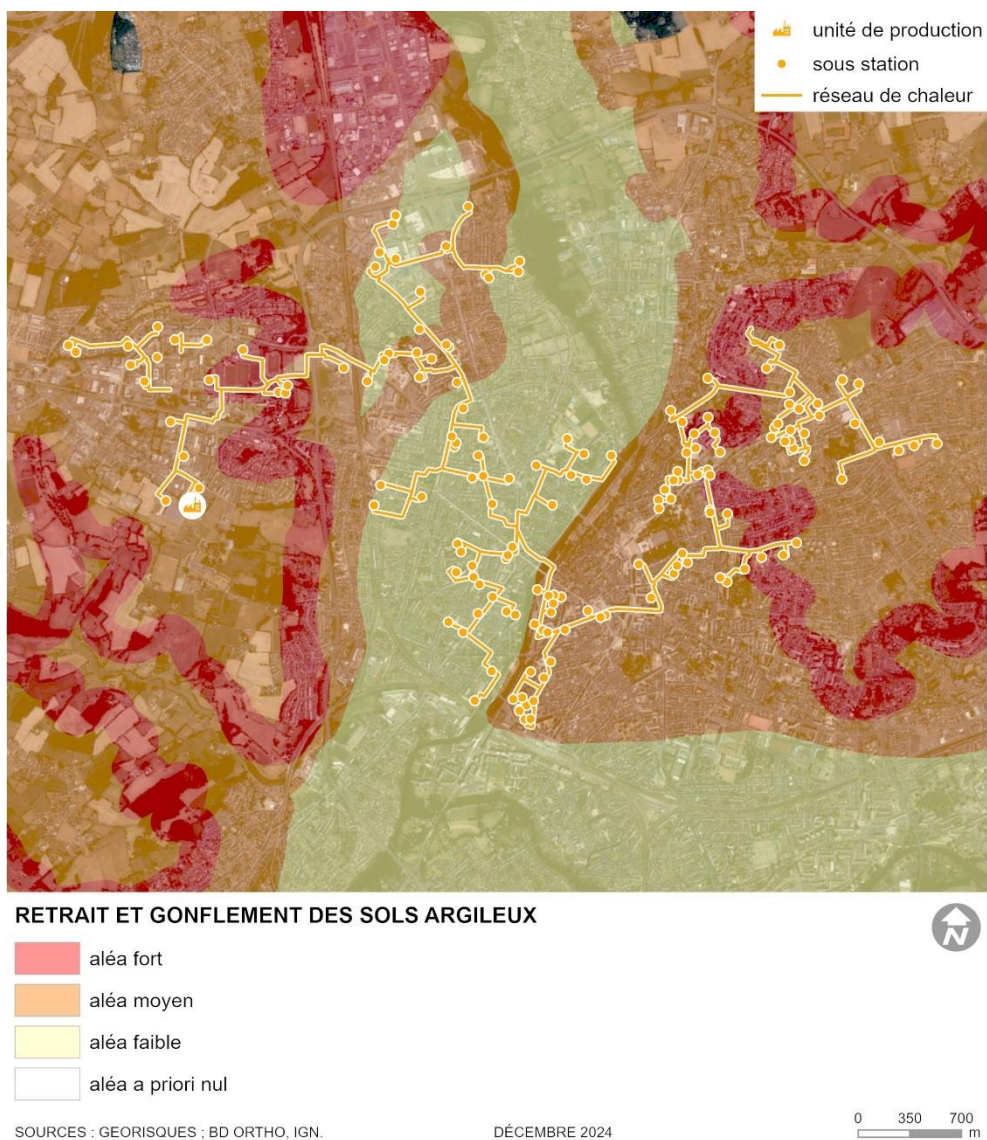 unité de production
sous station
réseau de chaleur
RETRAIT ET GONFLEMENT DES SOLS ARGILEUX
N
aléa fort
aléa moyen
aléa faible
aléa a priori nul
SOURCES : GEORISQUES ; BD ORTHO, IGN.
DÉCEMBRE 2024
0 350 700
m